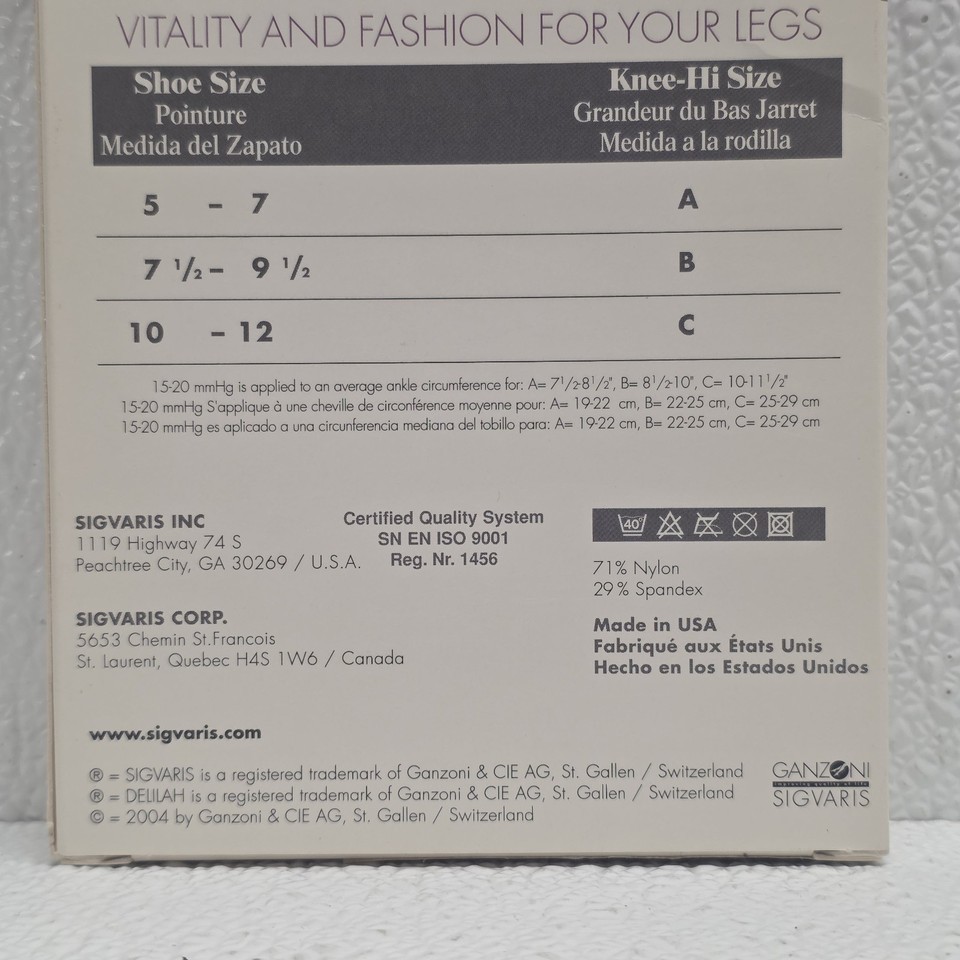 VITALITY AND FASHION FOR YOUR LEGS
Shoe Size
Pointure
Medida del Zapato
Knee-Hi Size
Grandeur du Bas Jarret
Medida a la rodilla
5 – 7 A
7 1/2 – 9 1/2 B
10 – 12 C
15-20 mmHg is applied to an average ankle circumference for: A= 7 1/2-8 1/2", B= 8 1/2-10", C= 10-11 1/2"
15-20 mmHg S'applique à une cheville de circonférence moyenne pour: A= 19-22 cm, B= 22-25 cm, C= 25-29 cm
15-20 mmHg es aplicado a una circunferencia mediana del tobillo para: A= 19-22 cm, B= 22-25 cm, C= 25-29 cm
SIGVARIS INC
1119 Highway 74 S
Peachtree City, GA 30269 / U.S.A.
Certified Quality System
SN EN ISO 9001
Reg. Nr. 1456
40°
71% Nylon
29% Spandex
SIGVARIS CORP.
5653 Chemin St.Francois
St. Laurent, Quebec H4S 1W6 / Canada
Made in USA
Fabriqué aux États Unis
Hecho en los Estados Unidos
www.sigvaris.com
® = SIGVARIS is a registered trademark of Ganzoni & CIE AG, St. Gallen / Switzerland
® = DELILAH is a registered trademark of Ganzoni & CIE AG, St. Gallen / Switzerland
© = 2004 by Ganzoni & CIE AG, St. Gallen / Switzerland
GANZONI
improving quality of life
SIGVARIS